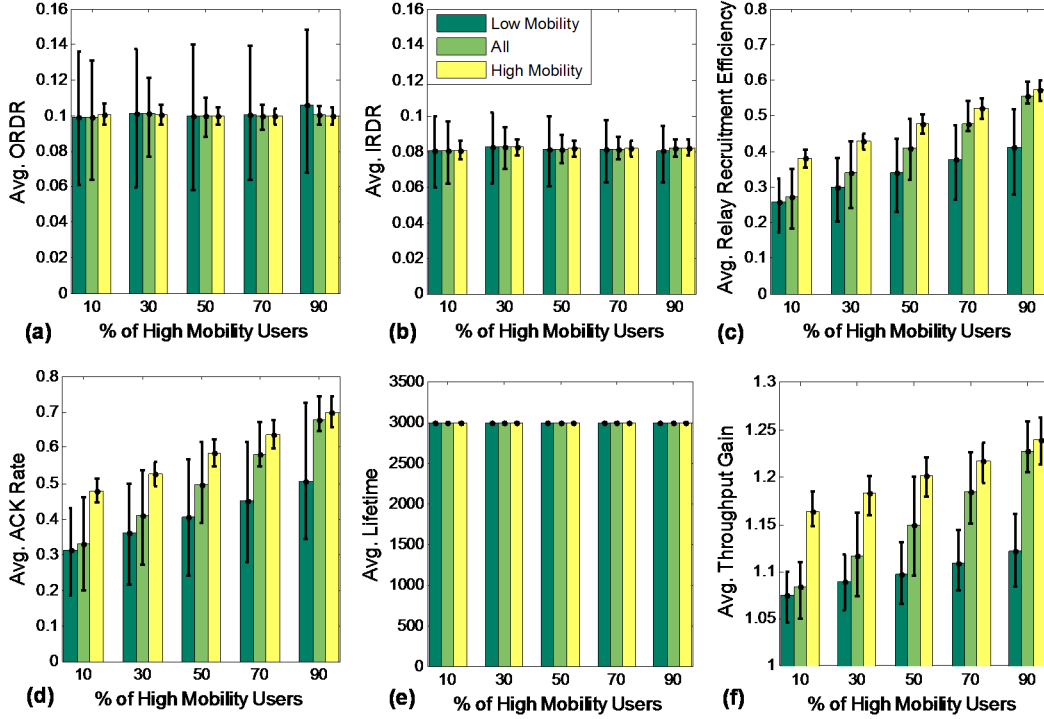 0.16
0.14
0.12
0.1
0.08
0.06
0.04
0.02
0
Avg. ORDR
10 30 50 70 90
(a) % of High Mobility Users
0.16
0.14
0.12
0.1
0.08
0.06
0.04
0.02
0
Avg. IRDR
Low Mobility
All
High Mobility
10 30 50 70 90
(b) % of High Mobility Users
0.8
0.7
0.6
0.5
0.4
0.3
0.2
0.1
Avg. Relay Recruitment Efficiency
10 30 50 70 90
(c) % of High Mobility Users
0.8
0.7
0.6
0.5
0.4
0.3
0.2
0.1
0
Avg. ACK Rate
10 30 50 70 90
(d) % of High Mobility Users
3500
3000
2500
2000
1500
1000
500
0
Avg. Lifetime
10 30 50 70 90
(e) % of High Mobility Users
1.3
1.25
1.2
1.15
1.1
1.05
1
Avg. Throughput Gain
10 30 50 70 90
(f) % of High Mobility Users